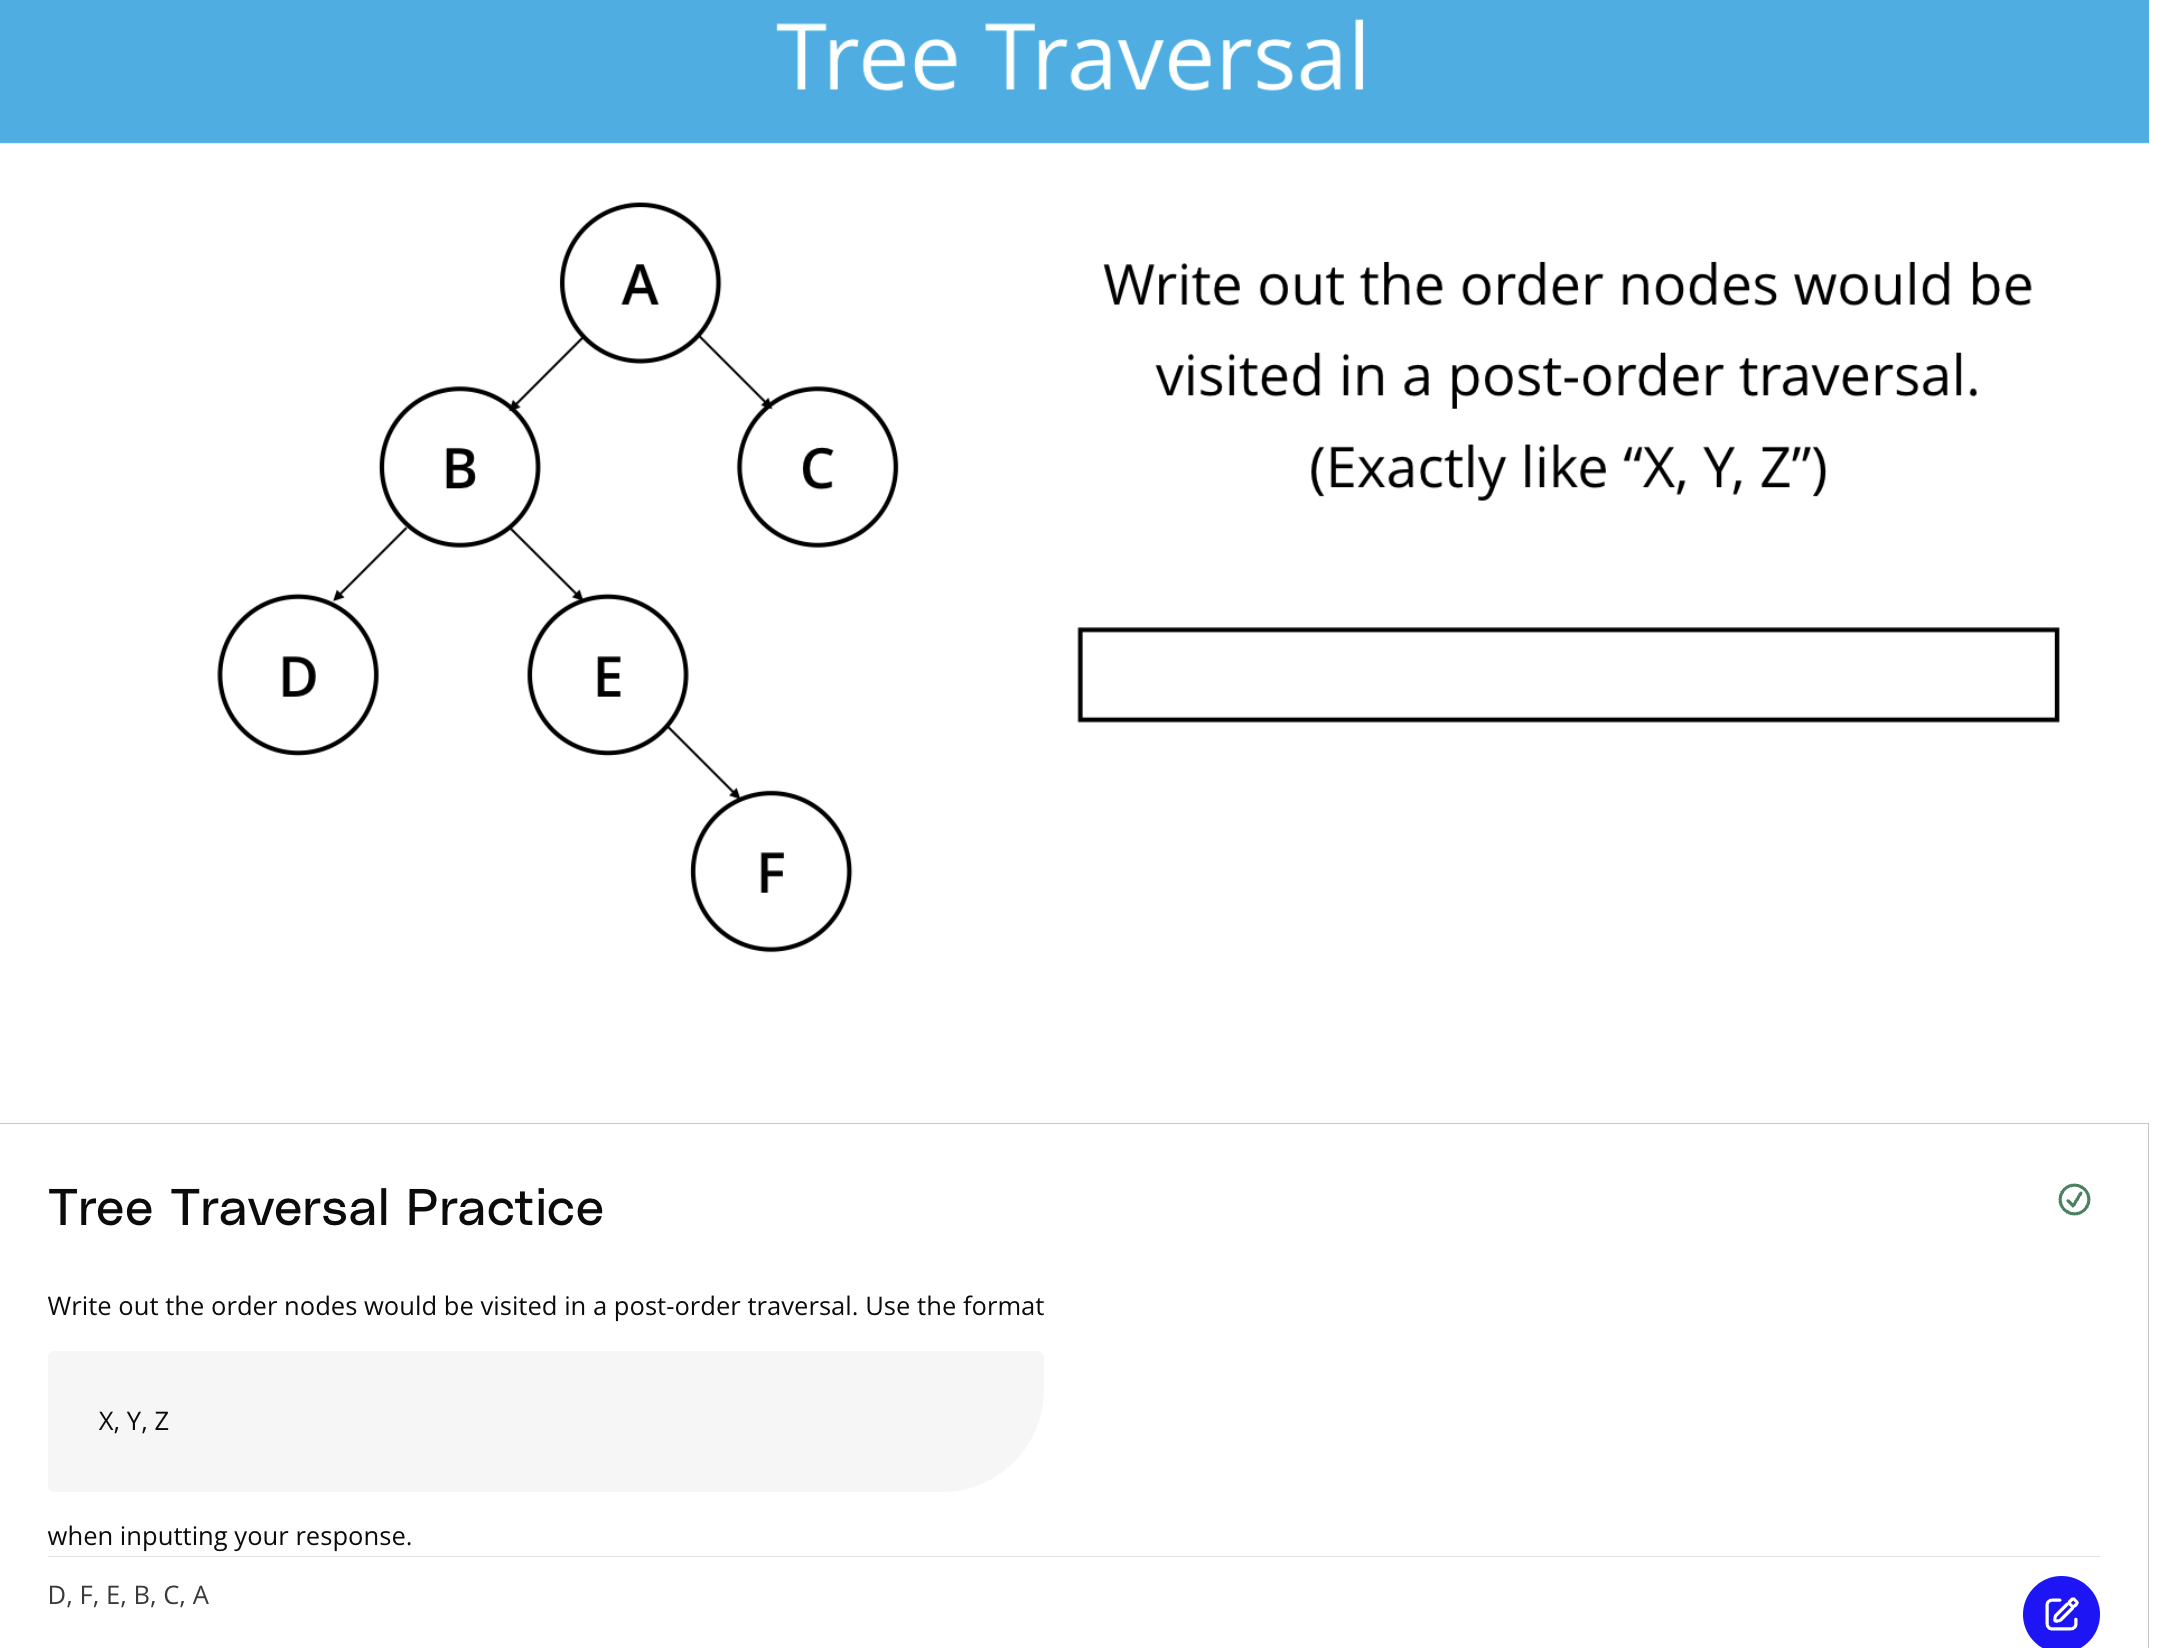 Tree Traversal
A
Write out the order nodes would be
visited in a post-order traversal.
(Exactly like “X, Y, Z”)
B
C
D
E
F
Tree Traversal Practice
Write out the order nodes would be visited in a post-order traversal. Use the format
X, Y, Z
when inputting your response.
D, F, E, B, C, A